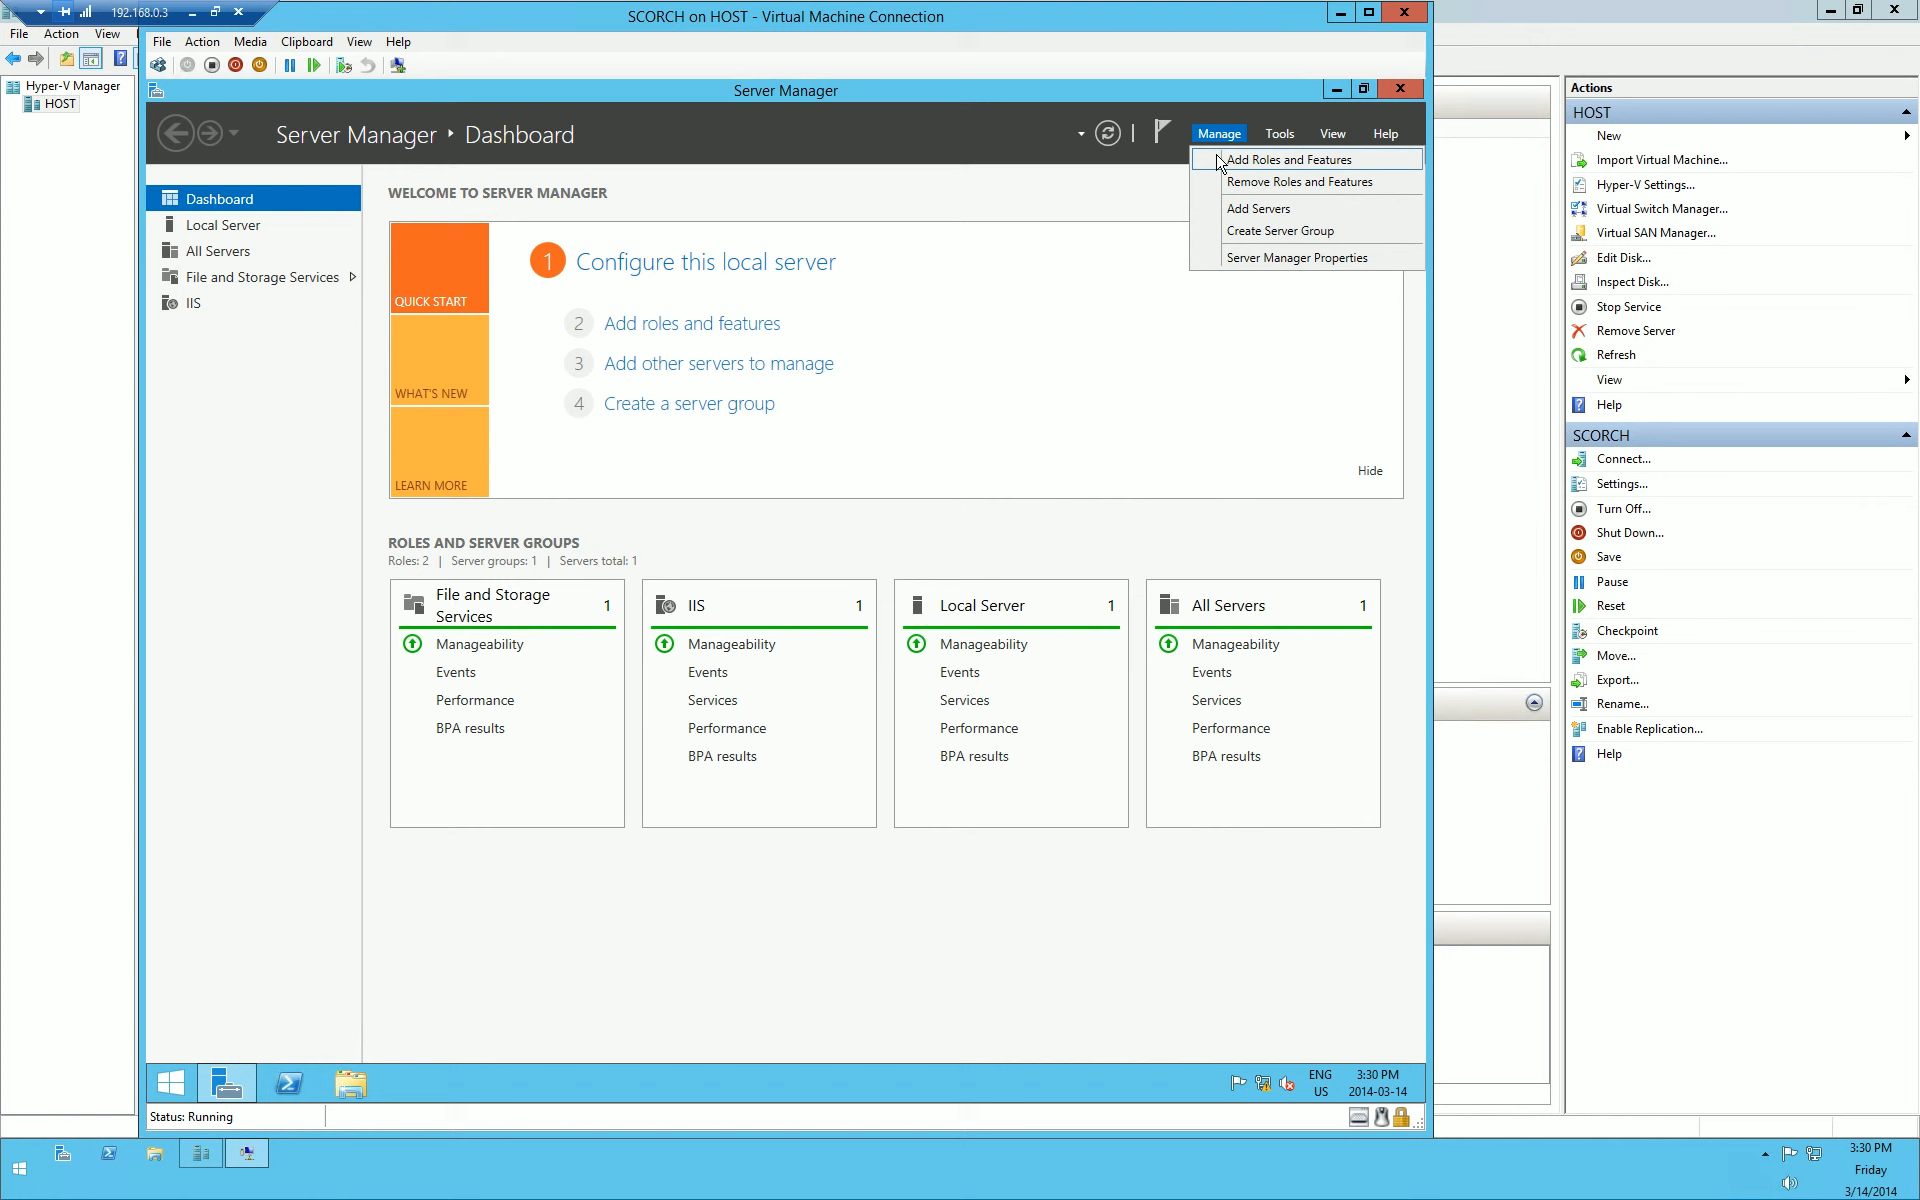 192.168.0.3
SCORCH on HOST - Virtual Machine Connection
File Action View
File Action Media Clipboard View Help
Hyper-V Manager
HOST
Server Manager
Server Manager ‣ Dashboard
Manage Tools View Help
Add Roles and Features
Remove Roles and Features
Add Servers
Create Server Group
Server Manager Properties
Dashboard
Local Server
All Servers
File and Storage Services
IIS
WELCOME TO SERVER MANAGER
QUICK START
WHAT'S NEW
LEARN MORE
1 Configure this local server
2 Add roles and features
3 Add other servers to manage
4 Create a server group
Hide
ROLES AND SERVER GROUPS
Roles: 2 | Server groups: 1 | Servers total: 1
File and Storage
Services
1
Manageability
Events
Performance
BPA results
IIS 1
Manageability
Events
Services
Performance
BPA results
Local Server 1
Manageability
Events
Services
Performance
BPA results
All Servers 1
Manageability
Events
Services
Performance
BPA results
ENG
US
3:30 PM
2014-03-14
Status: Running
Actions
HOST
New
Import Virtual Machine...
Hyper-V Settings...
Virtual Switch Manager...
Virtual SAN Manager...
Edit Disk...
Inspect Disk...
Stop Service
Remove Server
Refresh
View
Help
SCORCH
Connect...
Settings...
Turn Off...
Shut Down...
Save
Pause
Reset
Checkpoint
Move...
Export...
Rename...
Enable Replication...
Help
3:30 PM
Friday
3/14/2014